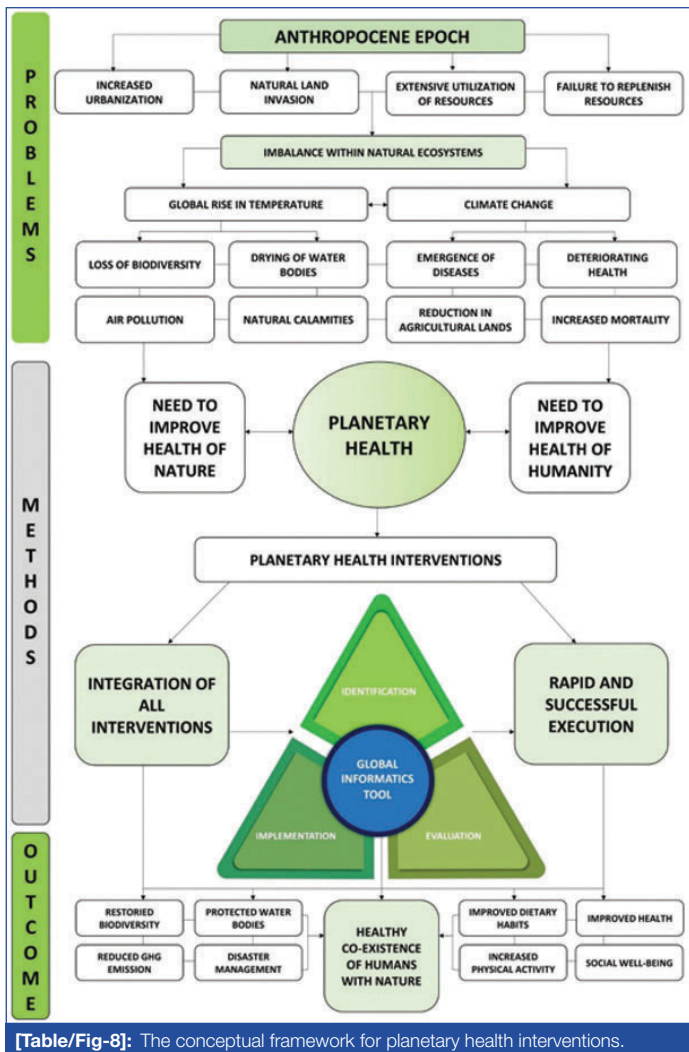 PROBLEMS
ANTHROPOCENE EPOCH
INCREASED
URBANIZATION
NATURAL LAND
INVASION
EXTENSIVE UTILIZATION
OF RESOURCES
FAILURE TO REPLENISH
RESOURCES
IMBALANCE WITHIN NATURAL ECOSYSTEMS
GLOBAL RISE IN TEMPERATURE
CLIMATE CHANGE
LOSS OF BIODIVERSITY
DRYING OF WATER
BODIES
EMERGENCE OF
DISEASES
DETERIORATING
HEALTH
AIR POLLUTION
NATURAL CALAMITIES
REDUCTION IN
AGRICULTURAL LANDS
INCREASED MORTALITY
METHODS
NEED TO
IMPROVE
HEALTH OF
NATURE
PLANETARY
HEALTH
NEED TO
IMPROVE
HEALTH OF
HUMANITY
PLANETARY HEALTH INTERVENTIONS
INTEGRATION OF
ALL
INTERVENTIONS
IDENTIFICATION
RAPID AND
SUCCESSFUL
EXECUTION
GLOBAL
INFORMATICS
TOOL
IMPLEMENTATION
EVALUATION
OUTCOME
RESTORIED
BIODIVERSITY
PROTECTED WATER
BODIES
REDUCED GHG
EMISSION
DISASTER
MANAGEMENT
HEALTHY
CO-EXISTENCE
OF HUMANS
WITH NATURE
IMPROVED DIETARY
HABITS
IMPROVED HEALTH
INCREASED
PHYSICAL ACTIVITY
SOCIAL WELL-BEING
[Table/Fig-8]: The conceptual framework for planetary health interventions.